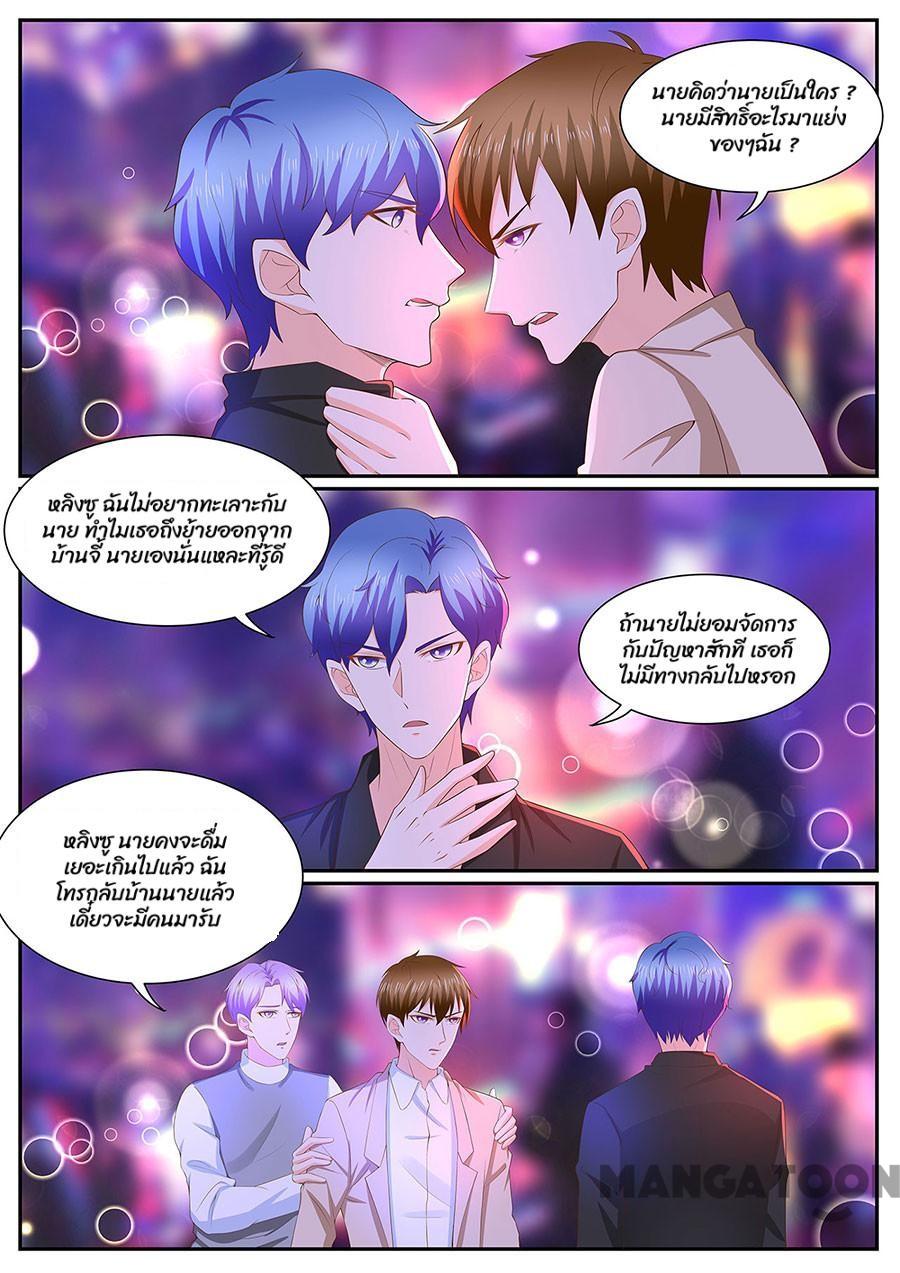 นายคิดว่านายเป็นใคร ?
นายมีสิทธิ์อะไรมาแย่ง
ของๆฉัน ?
หลิงซู ฉันไม่อยากทะเลาะกับ
นาย ทำไมเธอถึงย้ายออกจาก
บ้านจี้ นายเองนั่นแหละที่รู้ดี
ถ้านายไม่ยอมจัดการ
กับปัญหาสักที เธอก็
ไม่มีทางกลับไปหรอก
หลิงซู นายคงจะดื่ม
เยอะเกินไปแล้ว ฉัน
โทรกลับบ้านนายแล้ว
เดี๋ยวจะมีคนมารับ
MANGATOON